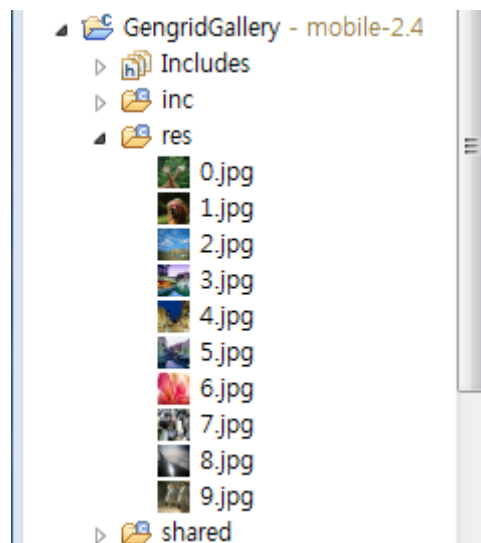 GengridGallery - mobile-2.4
Includes
inc
res
0.jpg
1.jpg
2.jpg
3.jpg
4.jpg
5.jpg
6.jpg
7.jpg
8.jpg
9.jpg
shared